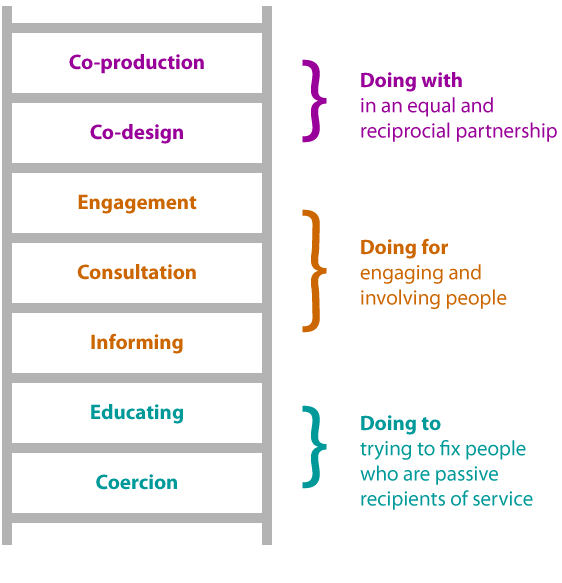 Co-production
Co-design
Doing with
in an equal and
reciprocial partnership
Engagement
Consultation
Informing
Doing for
engaging and
involving people
Educating
Coercion
Doing to
trying to fix people
who are passive
recipients of service